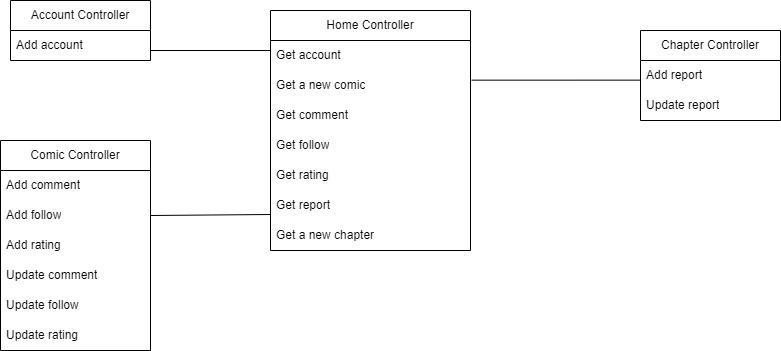 Account Controller
Add account
Home Controller
Get account
Get a new comic
Get comment
Get follow
Get rating
Get report
Get a new chapter
Chapter Controller
Add report
Update report
Comic Controller
Add comment
Add follow
Add rating
Update comment
Update follow
Update rating